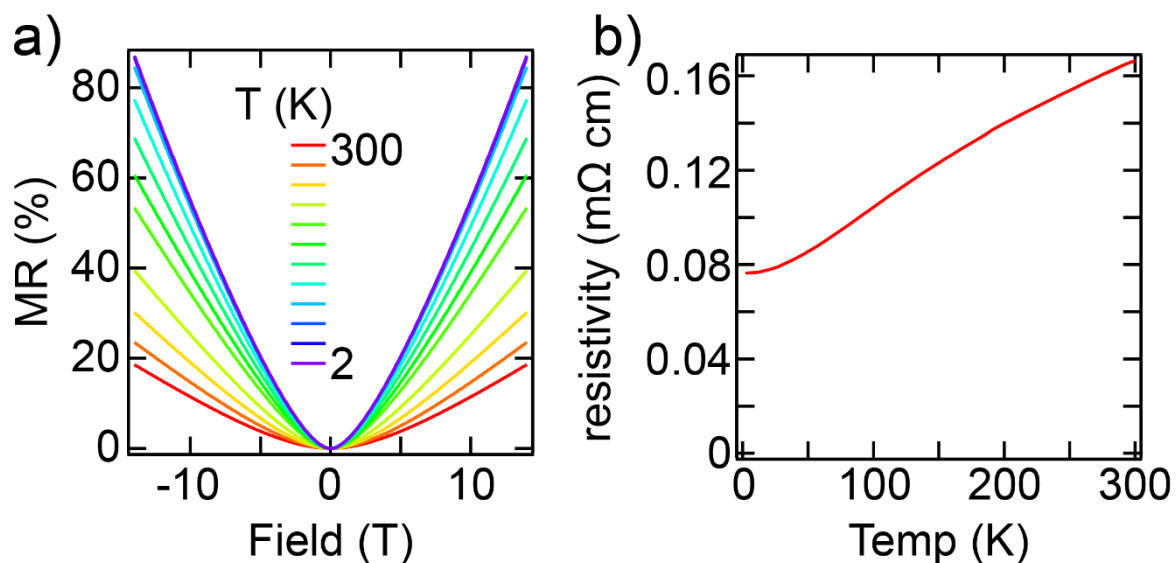 a)
MR (%)
80
60
40
20
0
T (K)
300
2
-10 0 10
Field (T)
b)
resistivity (mΩ cm)
0.16
0.12
0.08
0.04
0
0 100 200 300
Temp (K)